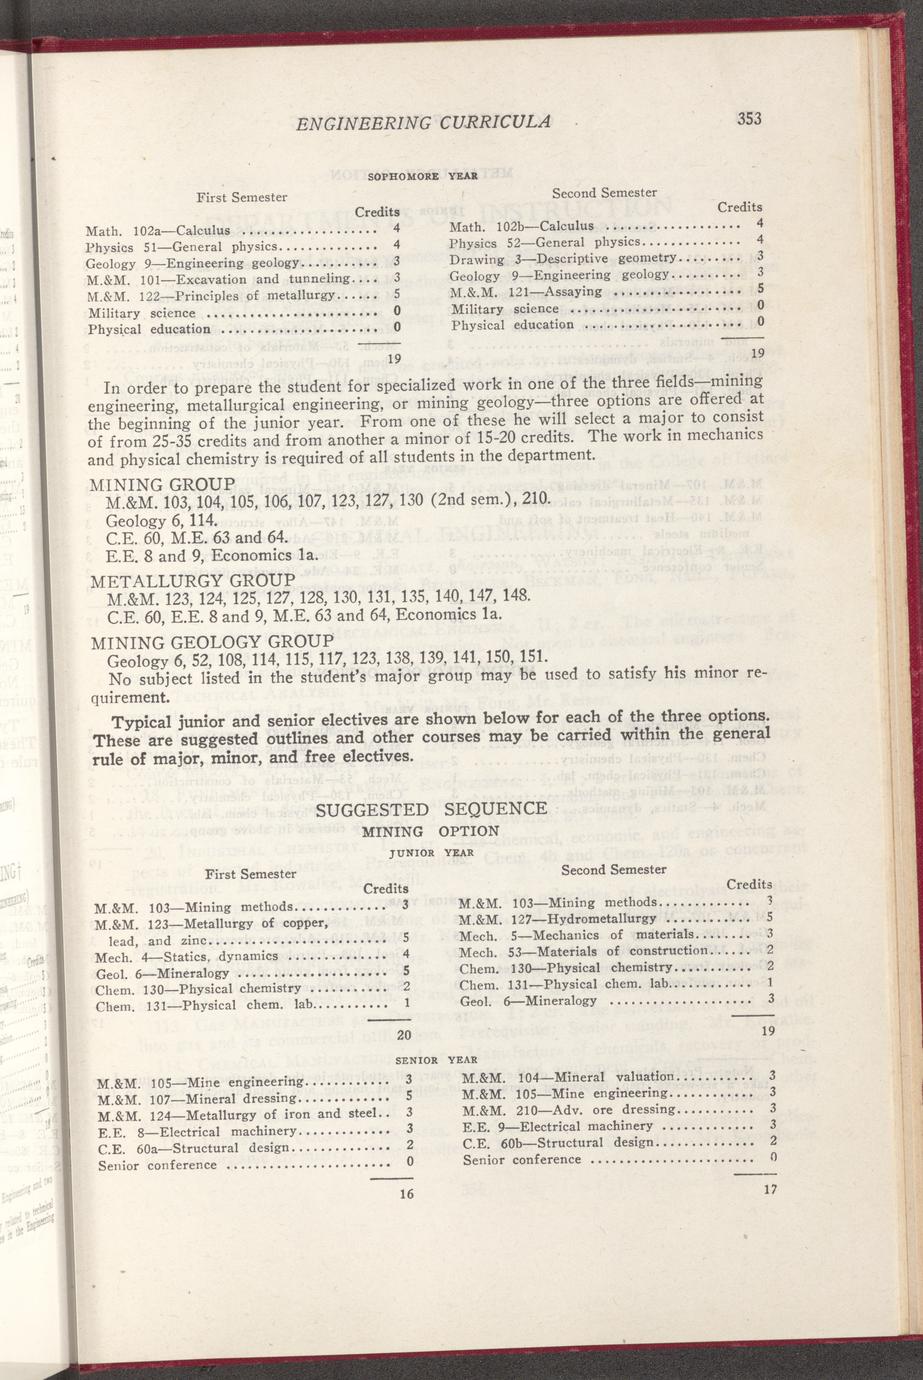 ENGINEERING CURRICULA 353
SOPHOMORE YEAR
First Semester
Credits
Math. 102a—Calculus .................. 4
Physics 51—General physics............. 4
Geology 9—Engineering geology........... 3
M.&M. 101—Excavation and tunneling.... 3
M.&M. 122—Principles of metallurgy...... 5
Military science ........................ 0
Physical education ...................... 0
19
Second Semester
Credits
Math. 102b—Calculus ................... 4
Physics 52—General physics............. 4
Drawing 3—Descriptive geometry......... 3
Geology 9—Engineering geology.......... 3
M.&.M. 121—Assaying .................. 5
Military science ........................ 0
Physical education ...................... 0
19
In order to prepare the student for specialized work in one of the three fields—mining
engineering, metallurgical engineering, or mining geology—three options are offered at
the beginning of the junior year. From one of these he will select a major to consist
of from 25-35 credits and from another a minor of 15-20 credits. The work in mechanics
and physical chemistry is required of all students in the department.
MINING GROUP
M.&M. 103, 104, 105, 106, 107, 123, 127, 130 (2nd sem.), 210.
Geology 6, 114.
C.E. 60, M.E. 63 and 64.
E.E. 8 and 9, Economics 1a.
METALLURGY GROUP
M.&M. 123, 124, 125, 127, 128, 130, 131, 135, 140, 147, 148.
C.E. 60, E.E. 8 and 9, M.E. 63 and 64, Economics 1a.
MINING GEOLOGY GROUP
Geology 6, 52, 108, 114, 115, 117, 123, 138, 139, 141, 150, 151.
No subject listed in the student's major group may be used to satisfy his minor re-
quirement.
Typical junior and senior electives are shown below for each of the three options.
These are suggested outlines and other courses may be carried within the general
rule of major, minor, and free electives.
SUGGESTED SEQUENCE
MINING OPTION
JUNIOR YEAR
First Semester
Credits
M.&M. 103—Mining methods............. 3
M.&M. 123—Metallurgy of copper,
lead, and zinc......................... 5
Mech. 4—Statics, dynamics .............. 4
Geol. 6—Mineralogy .................... 5
Chem. 130—Physical chemistry ........... 2
Chem. 131—Physical chem. lab........... 1
20
Second Semester
Credits
M.&M. 103—Mining methods............. 3
M.&M. 127—Hydrometallurgy ............ 5
Mech. 5—Mechanics of materials........ 3
Mech. 53—Materials of construction...... 2
Chem. 130—Physical chemistry........... 2
Chem. 131—Physical chem. lab........... 1
Geol. 6—Mineralogy .................... 3
19
SENIOR YEAR
M.&M. 105—Mine engineering............ 3
M.&M. 107—Mineral dressing............. 5
M.&M. 124—Metallurgy of iron and steel.. 3
E.E. 8—Electrical machinery............. 3
C.E. 60a—Structural design.............. 2
Senior conference ....................... 0
16
M.&M. 104—Mineral valuation........... 3
M.&M. 105—Mine engineering............ 3
M.&M. 210—Adv. ore dressing........... 3
E.E. 9—Electrical machinery ............. 3
C.E. 60b—Structural design.............. 2
Senior conference ....................... 0
17